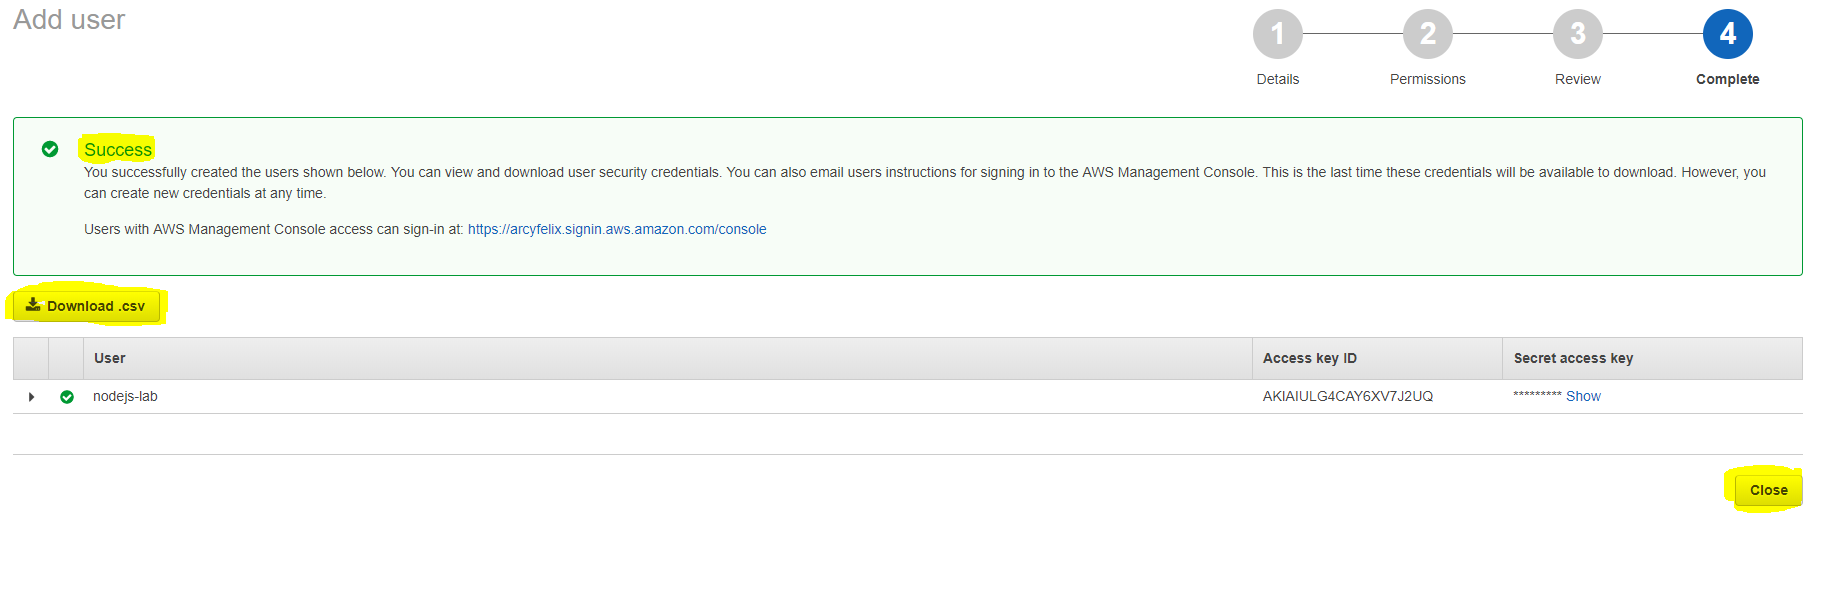 Add user
1 2 3 4
Details Permissions Review Complete
Success
You successfully created the users shown below. You can view and download user security credentials. You can also email users instructions for signing in to the AWS Management Console. This is the last time these credentials will be available to download. However, you
can create new credentials at any time.
Users with AWS Management Console access can sign-in at: https://arcyfelix.signin.aws.amazon.com/console
Download .csv
User Access key ID Secret access key
nodejs-lab AKIAIULG4CAY6XV7J2UQ ********* Show
Close